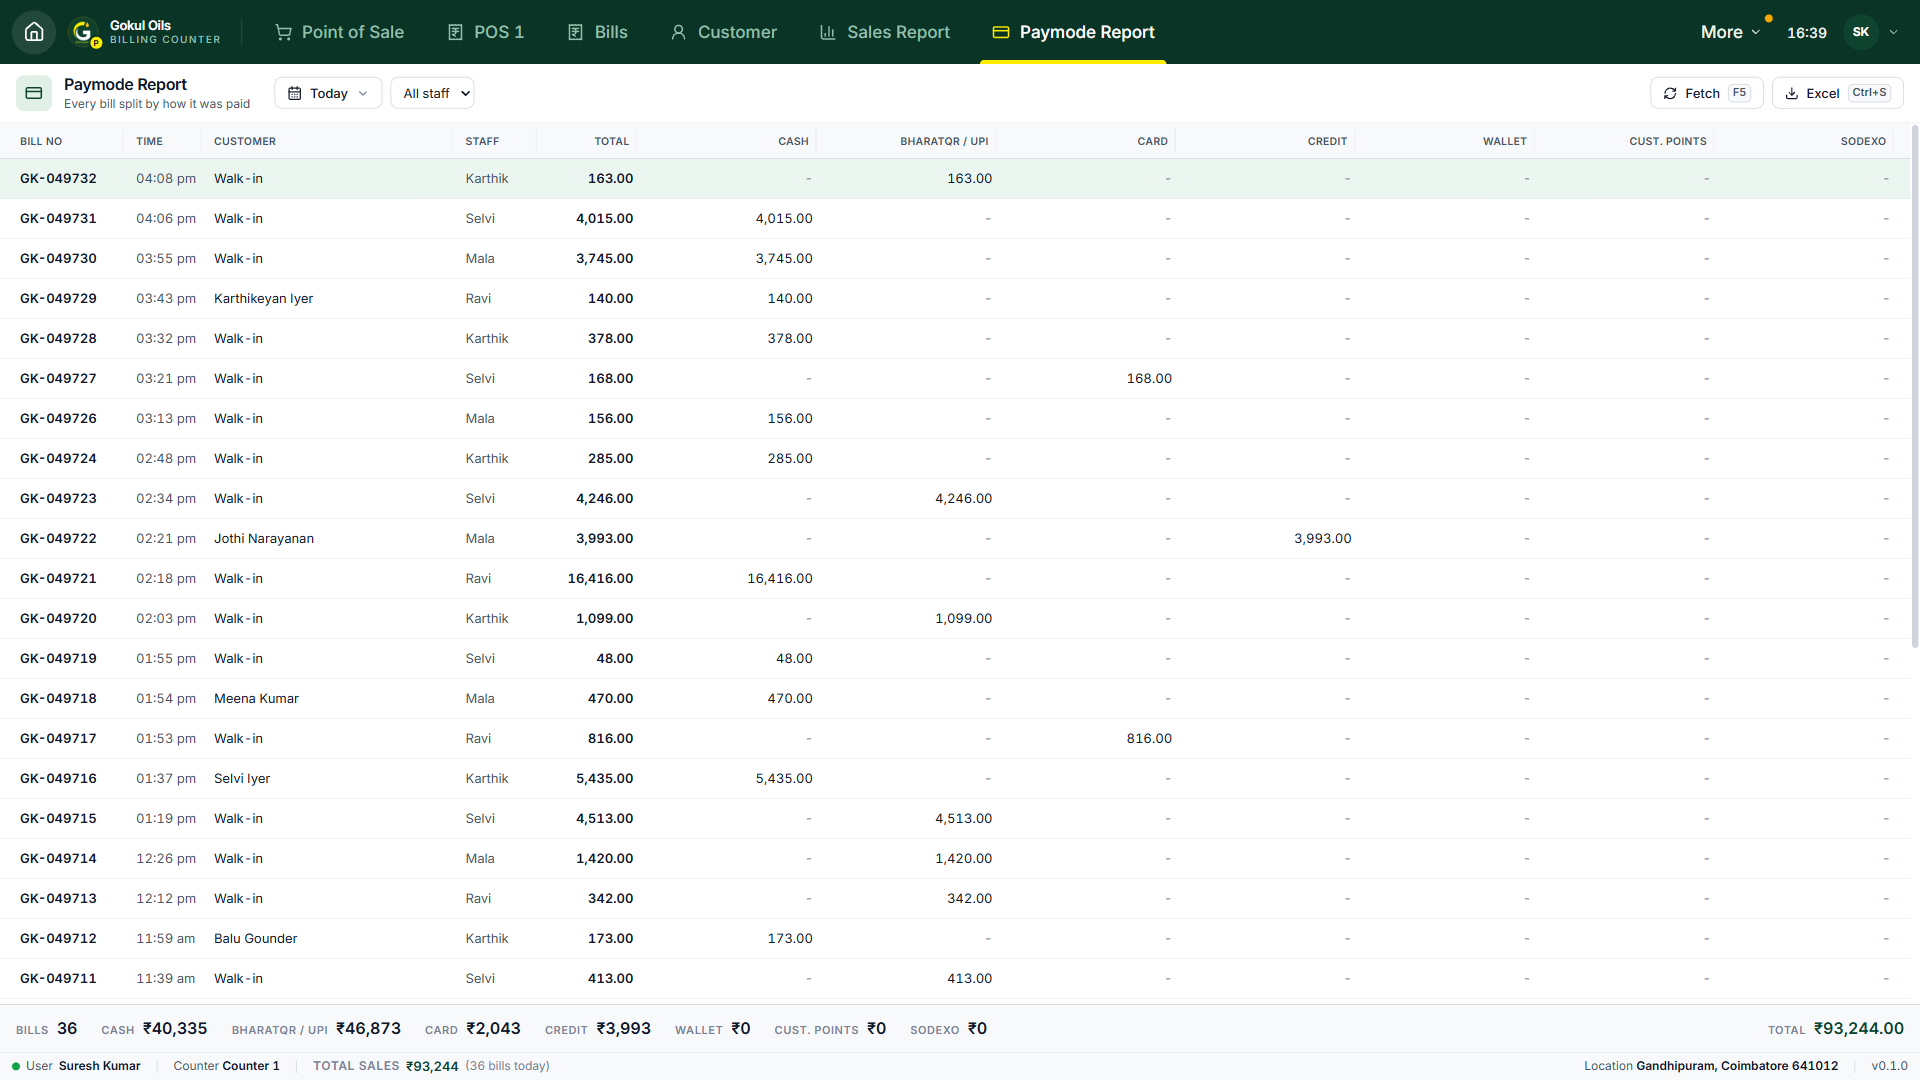 Gokul Oils
BILLING COUNTER
Point of Sale
POS 1
Bills
Customer
Sales Report
Paymode Report
More
16:39
SK
Paymode Report
Every bill split by how it was paid
Today
All staff
Fetch F5
Excel Ctrl+S
BILL NO TIME CUSTOMER STAFF TOTAL CASH BHARATQR / UPI CARD CREDIT WALLET CUST. POINTS SODEXO
GK-049732 04:08 pm Walk-in Karthik 163.00 - 163.00 - - - - -
GK-049731 04:06 pm Walk-in Selvi 4,015.00 4,015.00 - - - - - -
GK-049730 03:55 pm Walk-in Mala 3,745.00 3,745.00 - - - - - -
GK-049729 03:43 pm Karthikeyan Iyer Ravi 140.00 140.00 - - - - - -
GK-049728 03:32 pm Walk-in Karthik 378.00 378.00 - - - - - -
GK-049727 03:21 pm Walk-in Selvi 168.00 - - 168.00 - - - -
GK-049726 03:13 pm Walk-in Mala 156.00 156.00 - - - - - -
GK-049724 02:48 pm Walk-in Karthik 285.00 285.00 - - - - - -
GK-049723 02:34 pm Walk-in Selvi 4,246.00 - 4,246.00 - - - - -
GK-049722 02:21 pm Jothi Narayanan Mala 3,993.00 - - - 3,993.00 - - -
GK-049721 02:18 pm Walk-in Ravi 16,416.00 16,416.00 - - - - - -
GK-049720 02:03 pm Walk-in Karthik 1,099.00 - 1,099.00 - - - - -
GK-049719 01:55 pm Walk-in Selvi 48.00 48.00 - - - - - -
GK-049718 01:54 pm Meena Kumar Mala 470.00 470.00 - - - - - -
GK-049717 01:53 pm Walk-in Ravi 816.00 - - 816.00 - - - -
GK-049716 01:37 pm Selvi Iyer Karthik 5,435.00 5,435.00 - - - - - -
GK-049715 01:19 pm Walk-in Selvi 4,513.00 - 4,513.00 - - - - -
GK-049714 12:26 pm Walk-in Mala 1,420.00 - 1,420.00 - - - - -
GK-049713 12:12 pm Walk-in Ravi 342.00 - 342.00 - - - - -
GK-049712 11:59 am Balu Gounder Karthik 173.00 173.00 - - - - - -
GK-049711 11:39 am Walk-in Selvi 413.00 - 413.00 - - - - -
BILLS 36 CASH ₹40,335 BHARATQR / UPI ₹46,873 CARD ₹2,043 CREDIT ₹3,993 WALLET ₹0 CUST. POINTS ₹0 SODEXO ₹0 TOTAL ₹93,244.00
User Suresh Kumar Counter Counter 1 TOTAL SALES ₹93,244 (36 bills today) Location Gandhipuram, Coimbatore 641012 v0.1.0